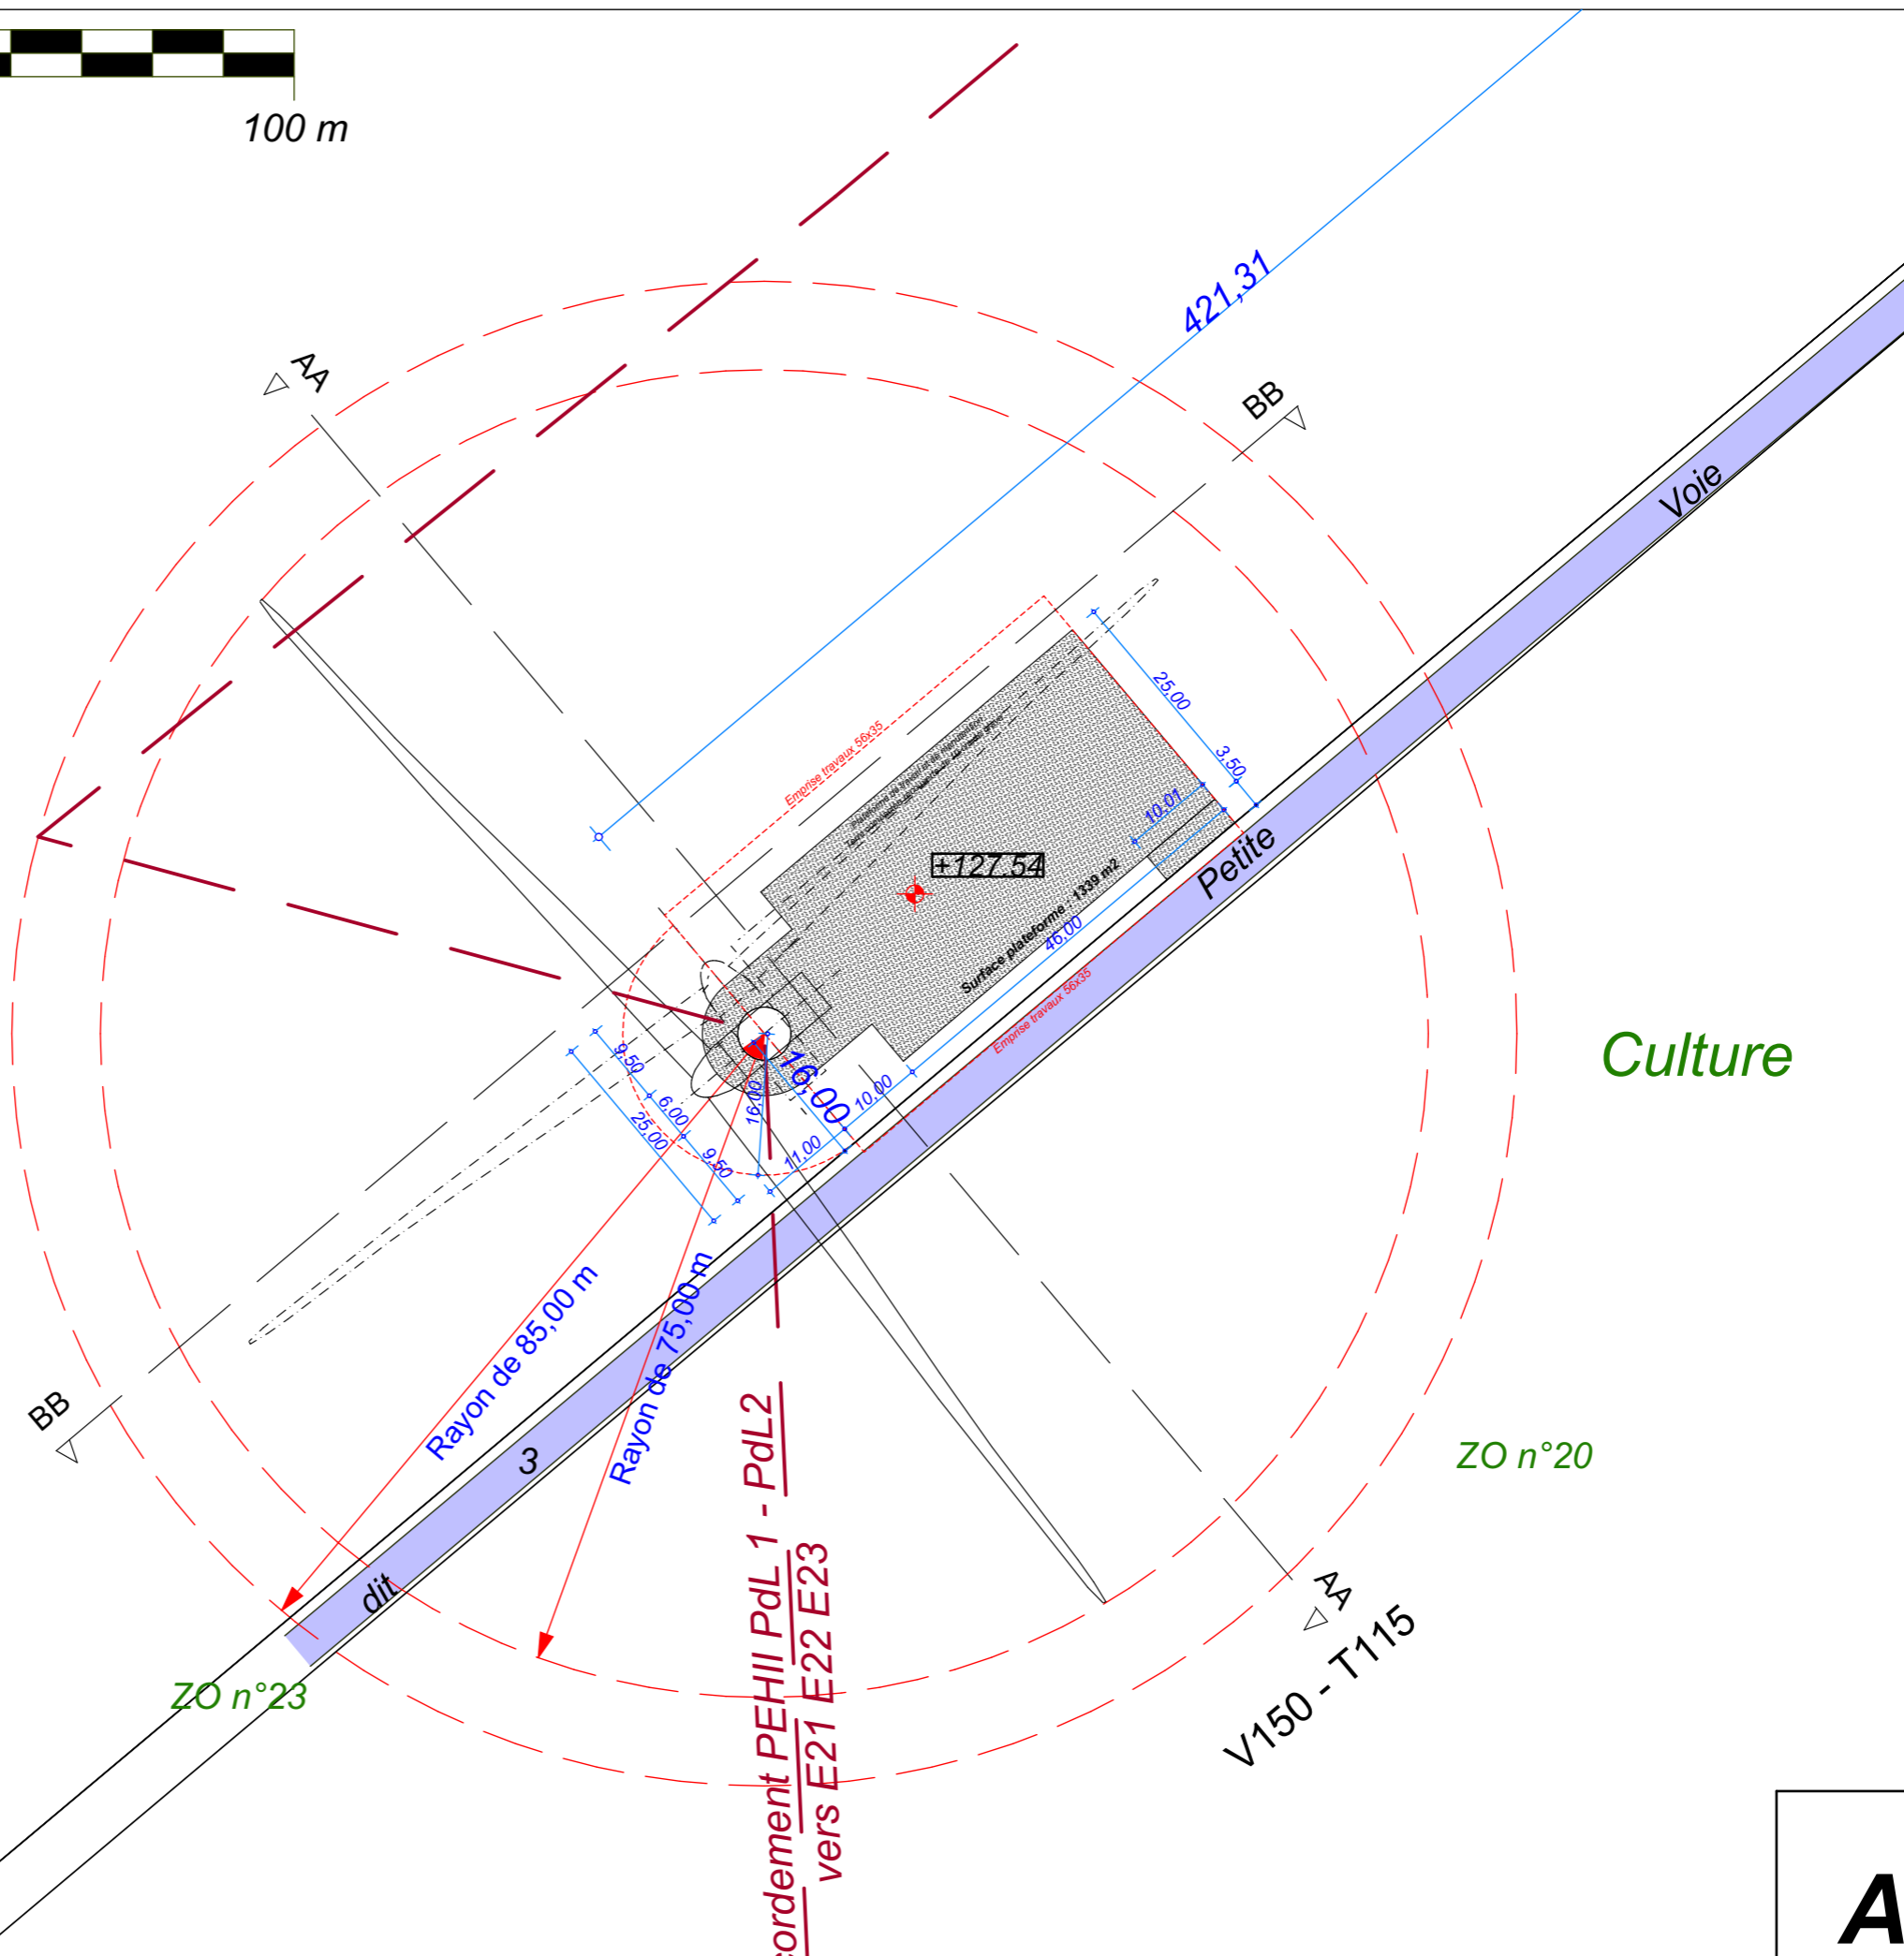 100 m
421,31
AA
BB
Voie
25,00
3,50
Emprise travaux 56x35
10,01
+127.54
Petite
Surface plateforme : 1339 m2
46,00
Emprise travaux 56x35
Culture
9,50
6,00
25,00
9,50
16,00
16,00
10,00
11,00
Rayon de 85,00 m
Rayon de 75,00 m
BB
3
dit
ZO n°20
ZO n°23
AA
V150 - T115
cordement PEHII PdL 1 - PdL2
vers E21 E22 E23
A